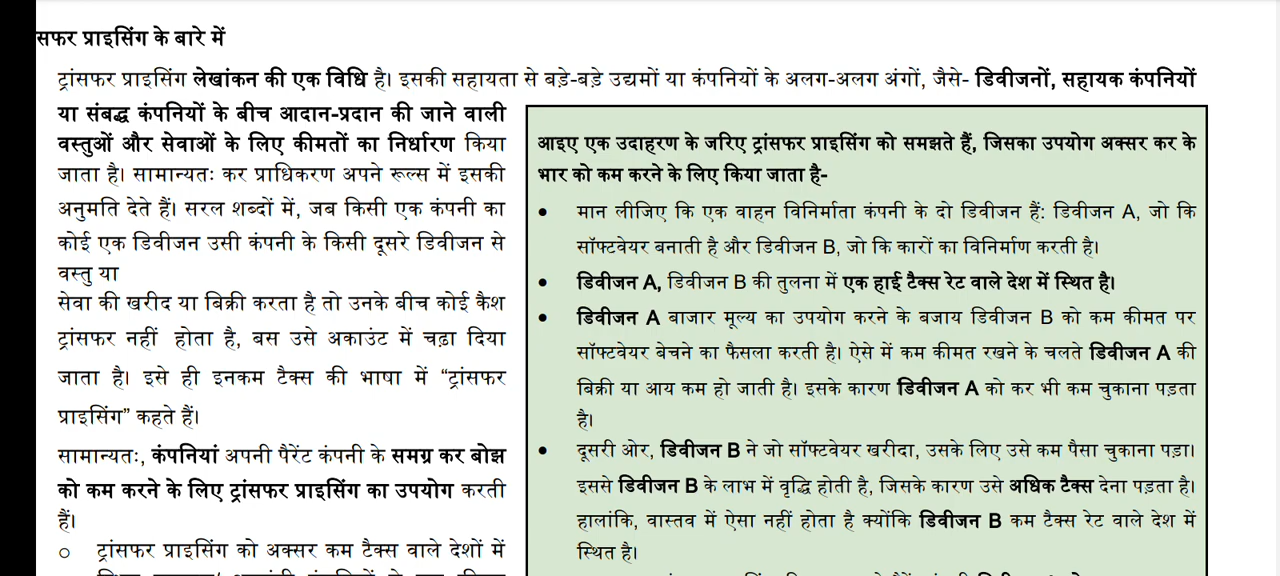 सफर प्राइसिंग के बारे में
ट्रांसफर प्राइसिंग लेखांकन की एक विधि है। इसकी सहायता से बड़े-बड़े उद्यमों या कंपनियों के अलग-अलग अंगों, जैसे- डिवीजनों, सहायक कंपनियों
या संबद्ध कंपनियों के बीच आदान-प्रदान की जाने वाली
वस्तुओं और सेवाओं के लिए कीमतों का निर्धारण किया
जाता है। सामान्यतः कर प्राधिकरण अपने रूल्स में इसकी
अनुमति देते हैं। सरल शब्दों में, जब किसी एक कंपनी का
कोई एक डिवीजन उसी कंपनी के किसी दूसरे डिवीजन से
वस्तु या
सेवा की खरीद या बिक्री करता है तो उनके बीच कोई कैश
ट्रांसफर नहीं होता है, बस उसे अकाउंट में चढ़ा दिया
जाता है। इसे ही इनकम टैक्स की भाषा में “ट्रांसफर
प्राइसिंग” कहते हैं।
सामान्यतः, कंपनियां अपनी पैरेंट कंपनी के समग्र कर बोझ
को कम करने के लिए ट्रांसफर प्राइसिंग का उपयोग करती
हैं।
o ट्रांसफर प्राइसिंग को अक्सर कम टैक्स वाले देशों में
आइए एक उदाहरण के जरिए ट्रांसफर प्राइसिंग को समझते हैं, जिसका उपयोग अक्सर कर के
भार को कम करने के लिए किया जाता है-
• मान लीजिए कि एक वाहन विनिर्माता कंपनी के दो डिवीजन हैं: डिवीजन A, जो कि
सॉफ्टवेयर बनाती है और डिवीजन B, जो कि कारों का विनिर्माण करती है।
• डिवीजन A, डिवीजन B की तुलना में एक हाई टैक्स रेट वाले देश में स्थित है।
• डिवीजन A बाजार मूल्य का उपयोग करने के बजाय डिवीजन B को कम कीमत पर
सॉफ्टवेयर बेचने का फैसला करती है। ऐसे में कम कीमत रखने के चलते डिवीजन A की
बिक्री या आय कम हो जाती है। इसके कारण डिवीजन A को कर भी कम चुकाना पड़ता
है।
• दूसरी ओर, डिवीजन B ने जो सॉफ्टवेयर खरीदा, उसके लिए उसे कम पैसा चुकाना पड़ा।
इससे डिवीजन B के लाभ में वृद्धि होती है, जिसके कारण उसे अधिक टैक्स देना पड़ता है।
हालांकि, वास्तव में ऐसा नहीं होता है क्योंकि डिवीजन B कम टैक्स रेट वाले देश में
स्थित है।